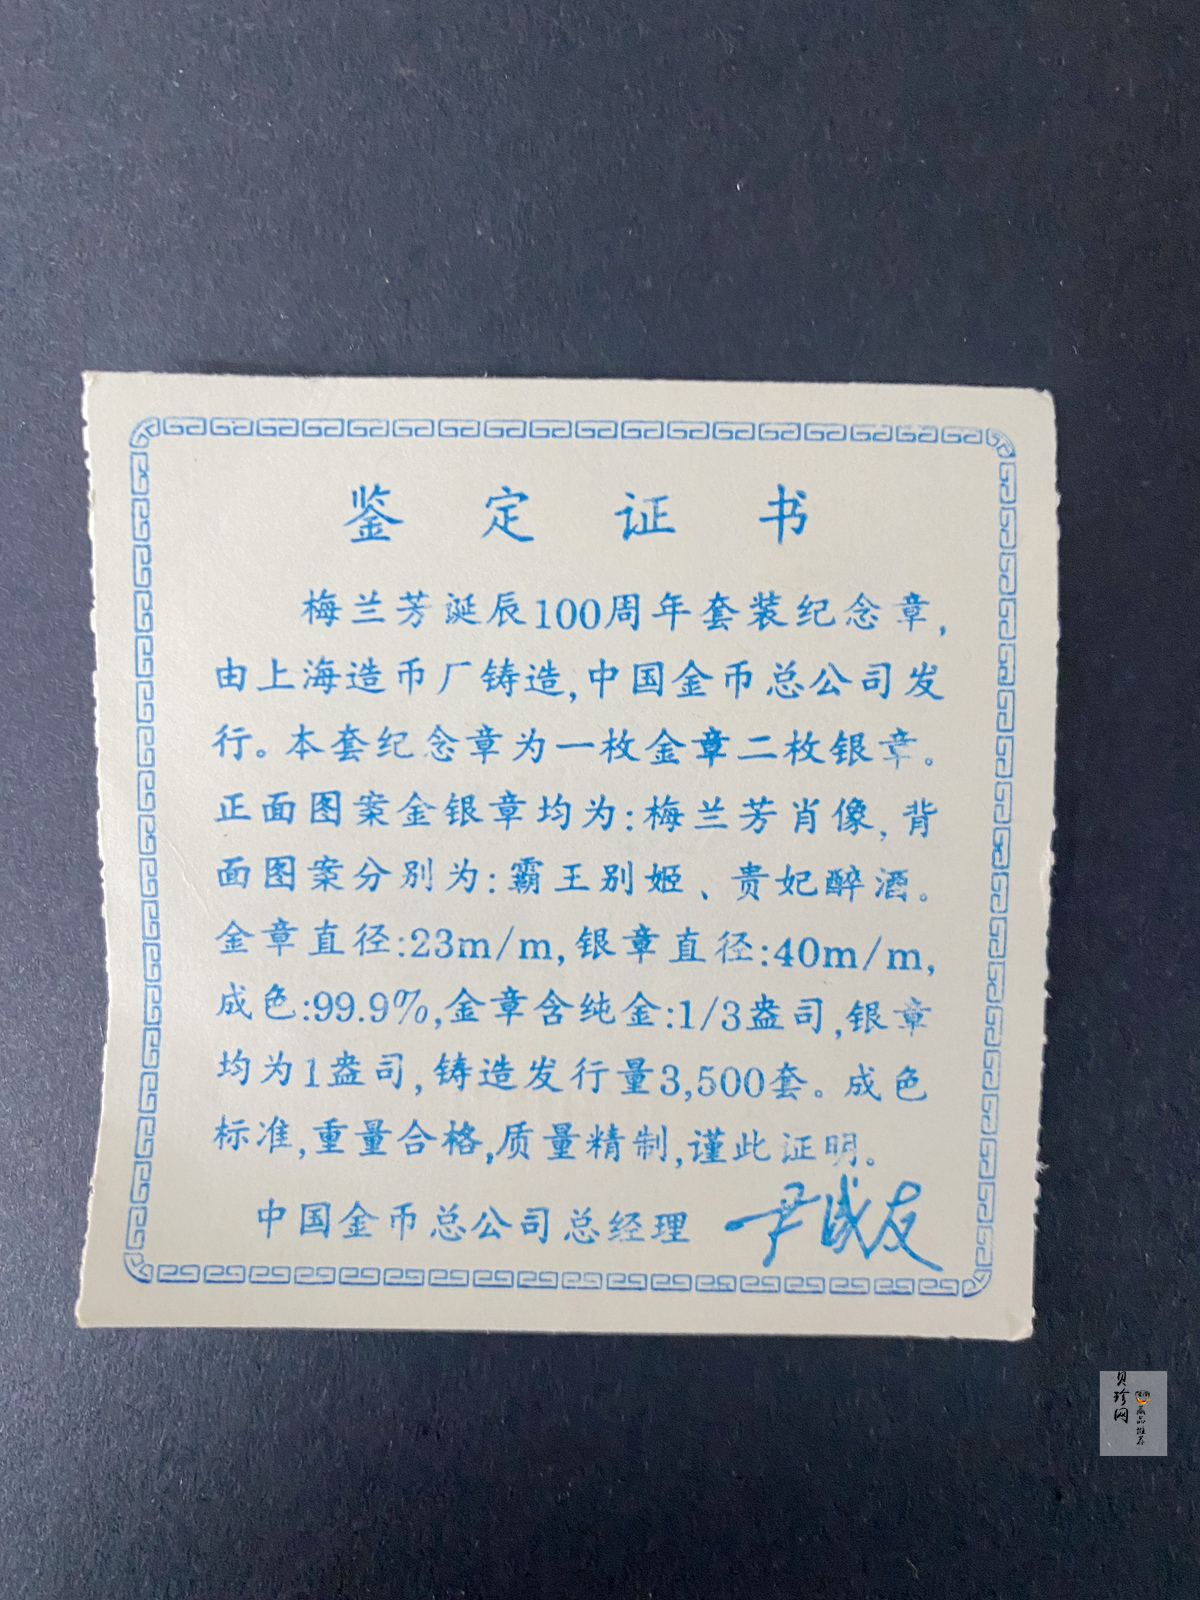 鉴定证书
梅兰芳诞辰100周年套装纪念章,
由上海造币厂铸造,中国金币总公司发
行。本套纪念章为一枚金章二枚银章。
正面图案金银章均为:梅兰芳肖像,背
面图案分别为:霸王别姬、贵妃醉酒。
金章直径:23m/m,银章直径:40m/m,
成色:99.9%,金章含纯金:1/3盎司,银章
均为1盎司,铸造发行量3,500套。成色
标准,重量合格,质量精制,谨此证明。
中国金币总公司总经理 尹成友
贝珍网
藏品推荐